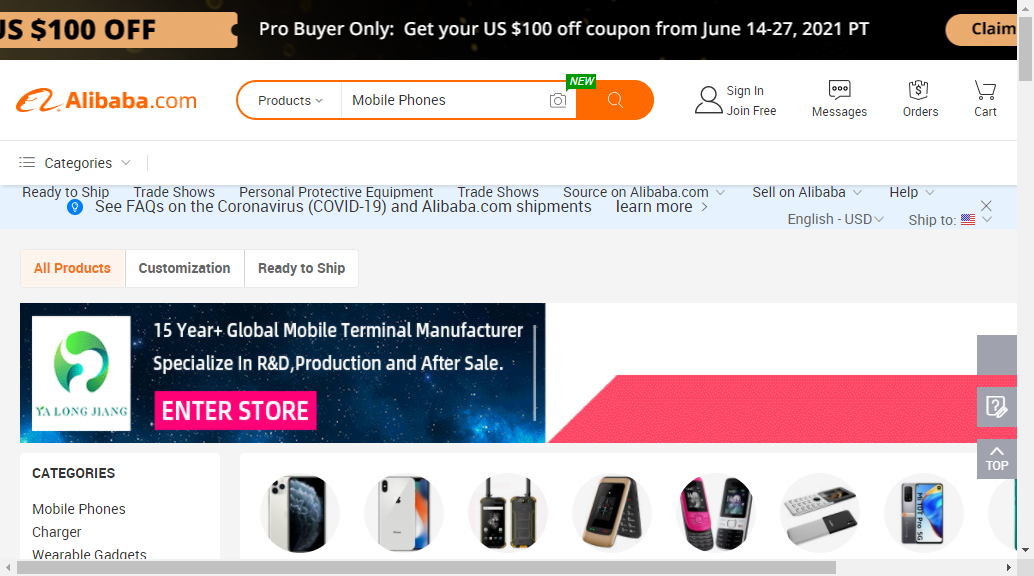 US $100 OFF
Pro Buyer Only: Get your US $100 off coupon from June 14-27, 2021 PT
Claim
Alibaba.com
Products
Mobile Phones
NEW
Sign In
Join Free
Messages
Orders
Cart
Categories
Ready to Ship
Trade Shows
Personal Protective Equipment
Trade Shows
Source on Alibaba.com
Sell on Alibaba
Help
See FAQs on the Coronavirus (COVID-19) and Alibaba.com shipments
learn more
English - USD
Ship to:
All Products
Customization
Ready to Ship
YA LONG JIANG
15 Year+ Global Mobile Terminal Manufacturer
Specialize In R&D,Production and After Sale.
ENTER STORE
TOP
CATEGORIES
Mobile Phones
Charger
Wearable Gadgets